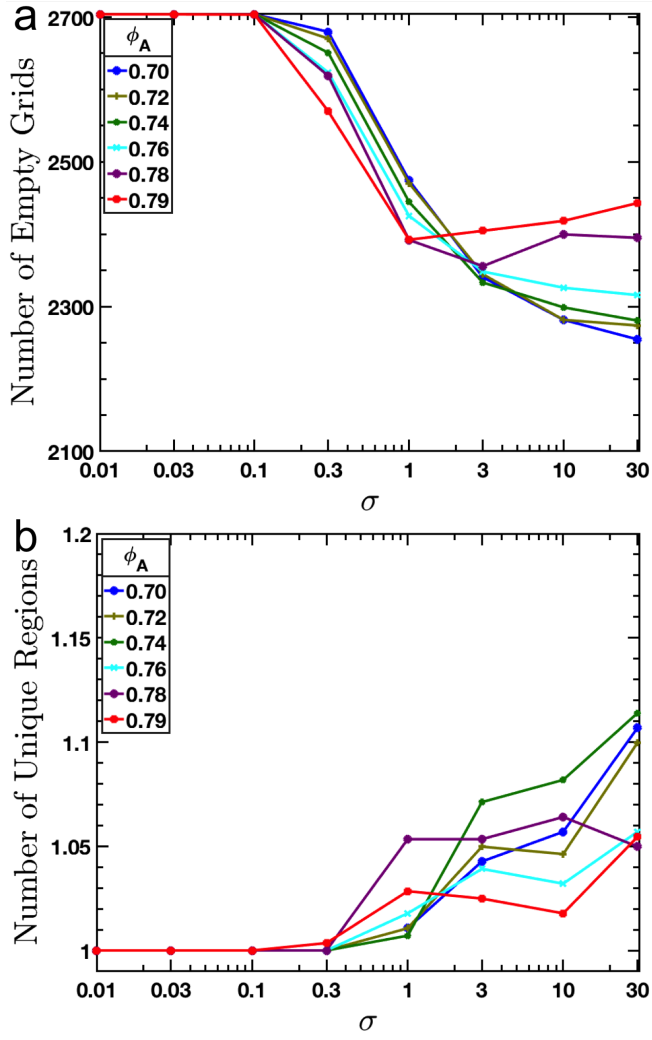 a
2700
2500
2300
2100
Number of Empty Grids
ϕA
0.70
0.72
0.74
0.76
0.78
0.79
0.01 0.03 0.1 0.3 1 3 10 30
σ
b
1.2
1.15
1.1
1.05
1
Number of Unique Regions
ϕA
0.70
0.72
0.74
0.76
0.78
0.79
0.01 0.03 0.1 0.3 1 3 10 30
σ